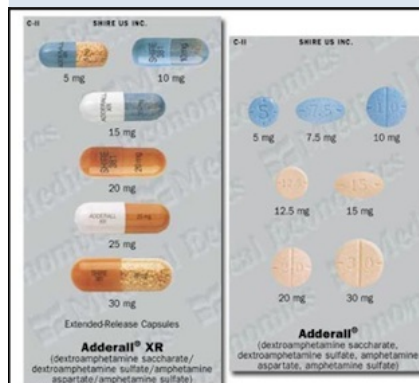 C-II SHIRE US INC.
5 mg 10 mg
15 mg
20 mg
25 mg
30 mg
Extended-Release Capsules
Adderall® XR
(dextroamphetamine saccharate/
dextroamphetamine sulfate/amphetamine
aspartate/amphetamine sulfate)
C-II SHIRE US INC.
5 mg 7.5 mg 10 mg
12.5 mg 15 mg
20 mg 30 mg
Adderall®
(dextroamphetamine saccharate,
dextroamphetamine sulfate, amphetamine
aspartate, amphetamine sulfate)